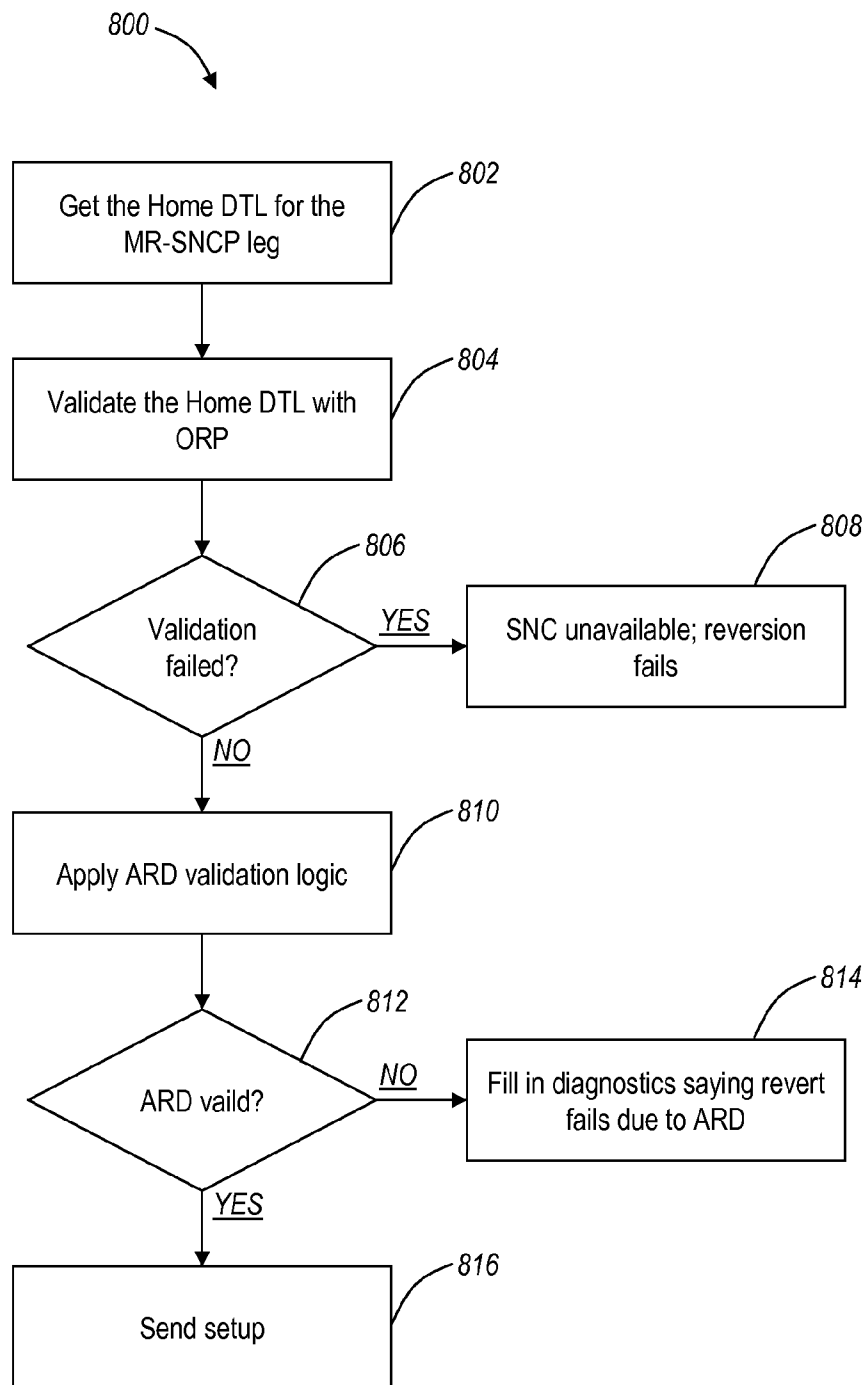 800
802
Get the Home DTL for the
MR-SNCP leg
804
Validate the Home DTL with
ORP
806
808
Validation
failed?
YES
SNC unavailable; reversion
fails
NO
810
Apply ARD validation logic
812
814
ARD vaild?
NO
Fill in diagnostics saying revert
fails due to ARD
YES
816
Send setup